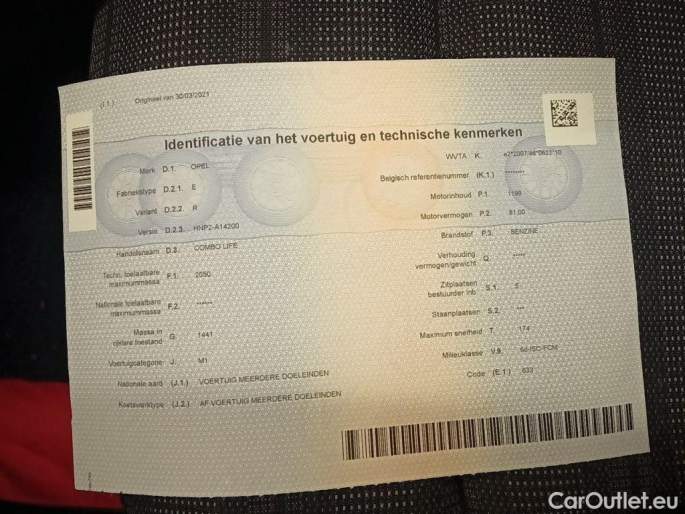 (J.1.) Origineel van 30/03/2021
Identificatie van het voertuig en technische kenmerken
Merk D.1. OPEL
Fabriekstype D.2.1. E
Variant D.2.2. R
Versie D.2.3. HNP2-A14200
Handelsnaam D.3. COMBO LIFE
Techn. toelaatbare maximummassa F.1. 2050
Nationale toelaatbare maximummassa F.2. ******
Massa in rijklare toestand G. 1441
Voertuigcategorie J. M1
Nationale aard (J.1.) VOERTUIG MEERDERE DOELEINDEN
Koetswerktype (J.2.) AF VOERTUIG MEERDERE DOELEINDEN
WVTA K.
Belgisch referentienummer (K.1.) ********
Motorinhoud P.1. 1199
Motorvermogen P.2. 81.00
Brandstof P.3. BENZINE
Verhouding vermogen/gewicht Q. *****
Zitplaatsen bestuurder inb. S.1. 5
Staanplaatsen S.2. ***
Maximum snelheid T. 174
Milieuklasse V.9. 6d-ISC-FCM
Code (E.1.) 633
CarOutlet.eu